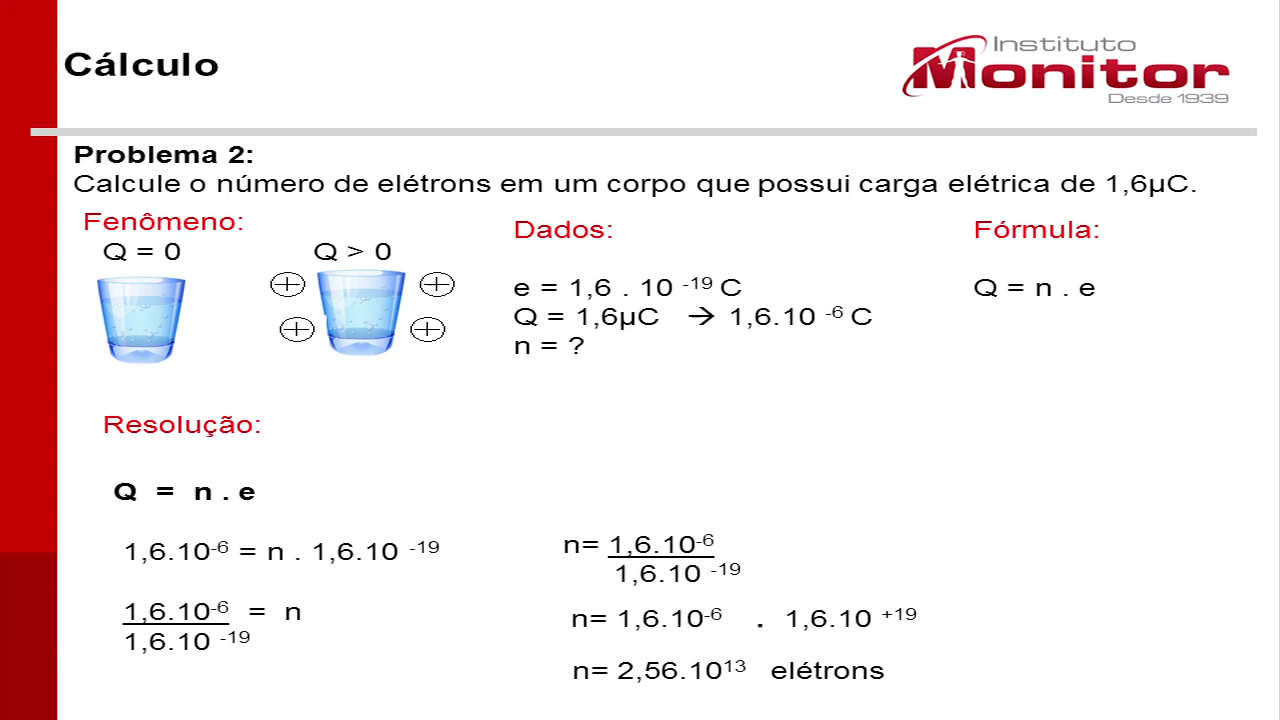 Cálculo
Instituto
Monitor
Desde 1939
Problema 2:
Calcule o número de elétrons em um corpo que possui carga elétrica de 1,6µC.
Fenômeno:
Q = 0
Q > 0
Dados:
e = 1,6 . 10 -19 C
Q = 1,6µC → 1,6.10 -6 C
n = ?
Fórmula:
Q = n . e
Resolução:
Q = n . e
1,6.10-6 = n . 1,6.10 -19
1,6.10-6 = n
1,6.10 -19
n= 1,6.10-6
1,6.10 -19
n= 1,6.10-6 . 1,6.10 +19
n= 2,56.1013 elétrons